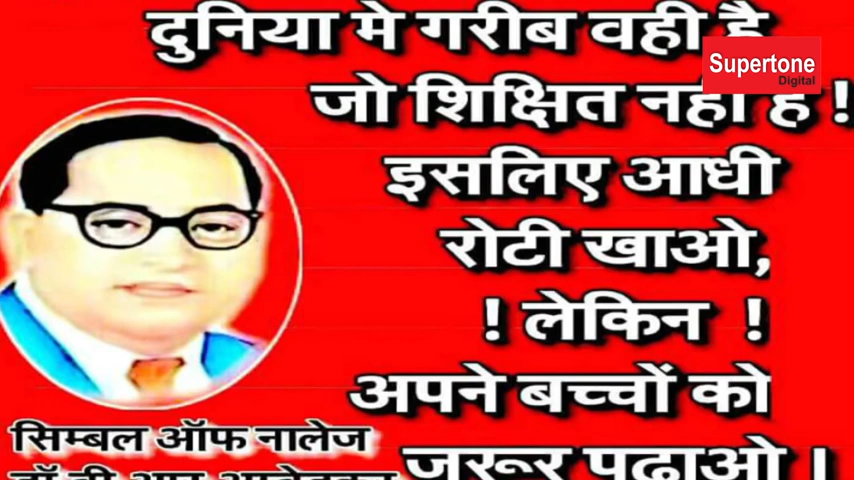 दुनिया मे गरीब वही है
जो शिक्षित नही है !
इसलिए आधी
रोटी खाओ,
! लेकिन !
अपने बच्चों को
जरूर पढाओ ।
Supertone
Digital
सिम्बल ऑफ नालेज